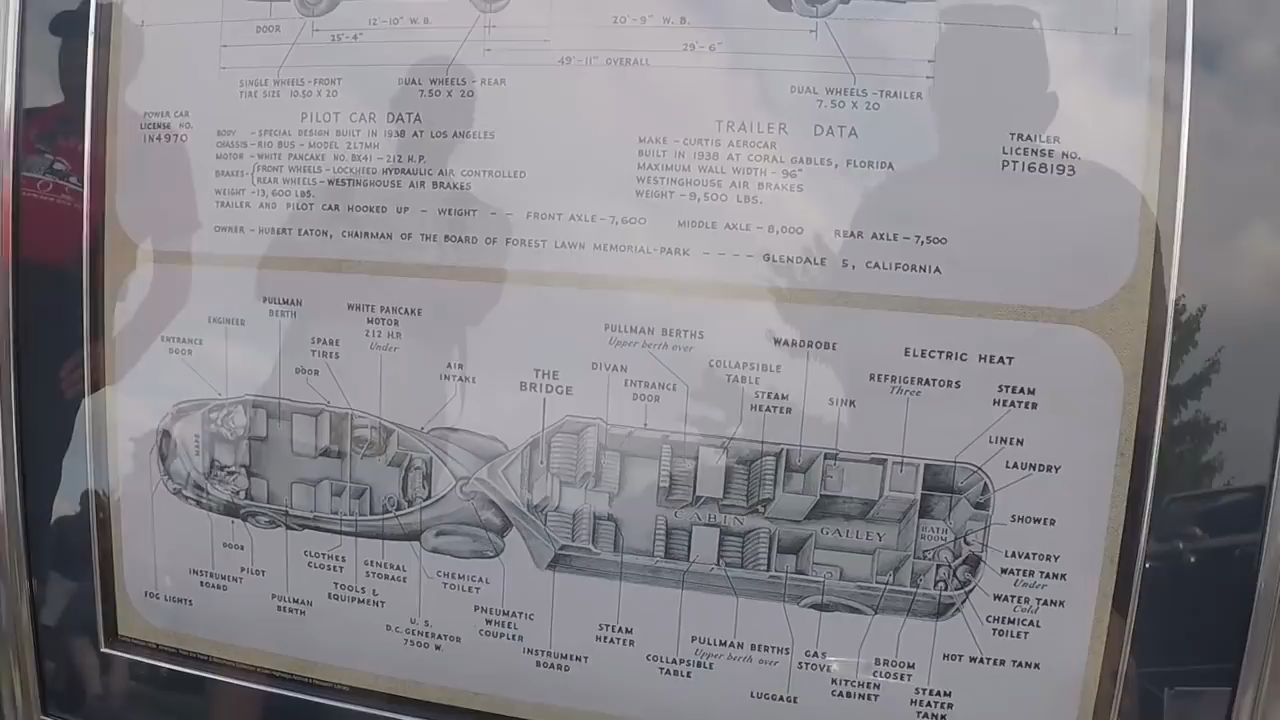 DOOR
12'-10" W.B.
20'-9" W.B.
25'-4"
29'-6"
49'-11" OVERALL
SINGLE WHEELS-FRONT
TIRE SIZE 10.50 X 20
DUAL WHEELS-REAR
7.50 X 20
DUAL WHEELS-TRAILER
7.50 X 20
POWER CAR
LICENSE NO.
1N4970
PILOT CAR DATA
BODY - SPECIAL DESIGN BUILT IN 1938 AT LOS ANGELES
CHASSIS - RIO BUS - MODEL 2L7MH
MOTOR - WHITE PANCAKE NO. BX41 - 212 H.P.
BRAKES - FRONT WHEELS - LOCKHEED HYDRAULIC AIR CONTROLLED
REAR WHEELS - WESTINGHOUSE AIR BRAKES
WEIGHT - 13,600 LBS.
TRAILER DATA
MAKE - CURTIS AEROCAR
BUILT IN 1938 AT CORAL GABLES, FLORIDA
MAXIMUM WALL WIDTH - 96"
WESTINGHOUSE AIR BRAKES
WEIGHT - 9,500 LBS.
TRAILER
LICENSE NO.
PT168193
TRAILER AND PILOT CAR HOOKED UP - WEIGHT - - FRONT AXLE - 7,600 MIDDLE AXLE - 8,000 REAR AXLE - 7,500
OWNER - HUBERT EATON, CHAIRMAN OF THE BOARD OF FOREST LAWN MEMORIAL-PARK - - - - GLENDALE 5, CALIFORNIA
ENTRANCE
DOOR
ENGINEER
PULLMAN
BERTH
SPARE
TIRES
DOOR
WHITE PANCAKE
MOTOR
212 H.P.
Under
AIR
INTAKE
THE
BRIDGE
DIVAN
PULLMAN BERTHS
Upper berth over
ENTRANCE
DOOR
COLLAPSIBLE
TABLE
STEAM
HEATER
WARDROBE
SINK
REFRIGERATORS
Three
ELECTRIC HEAT
STEAM
HEATER
LINEN
LAUNDRY
SHOWER
LAVATORY
WATER TANK
Under
WATER TANK
Cold
CHEMICAL
TOILET
HOT WATER TANK
MAPS
CABIN
GALLEY
BATH
ROOM
FOG LIGHTS
INSTRUMENT
BOARD
DOOR
PILOT
PULLMAN
BERTH
CLOTHES
CLOSET
TOOLS &
EQUIPMENT
GENERAL
STORAGE
U.S.
D.C. GENERATOR
7500 W.
CHEMICAL
TOILET
PNEUMATIC
WHEEL
COUPLER
INSTRUMENT
BOARD
STEAM
HEATER
COLLAPSIBLE
TABLE
PULLMAN BERTHS
Upper berth over
LUGGAGE
GAS
STOVE
KITCHEN
CABINET
BROOM
CLOSET
STEAM
HEATER
TANK